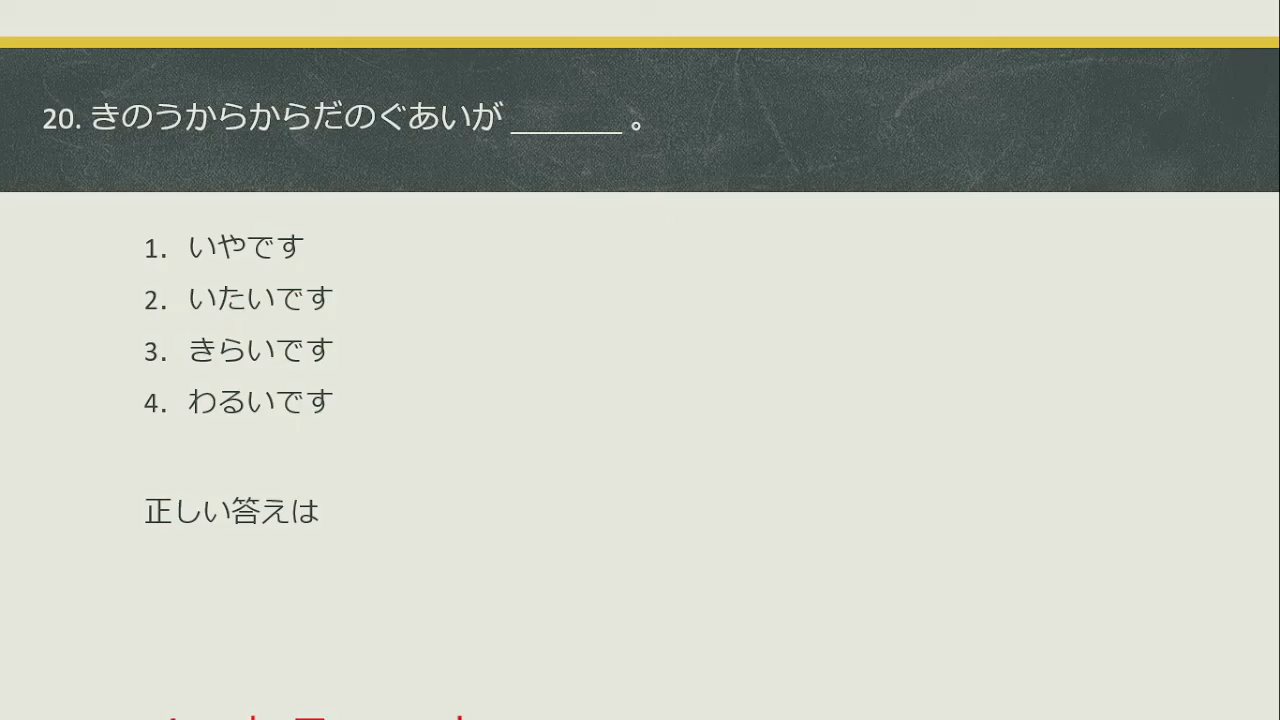 20. きのうからからだのぐあいが _______ 。
1. いやです
2. いたいです
3. きらいです
4. わるいです
正しい答えは